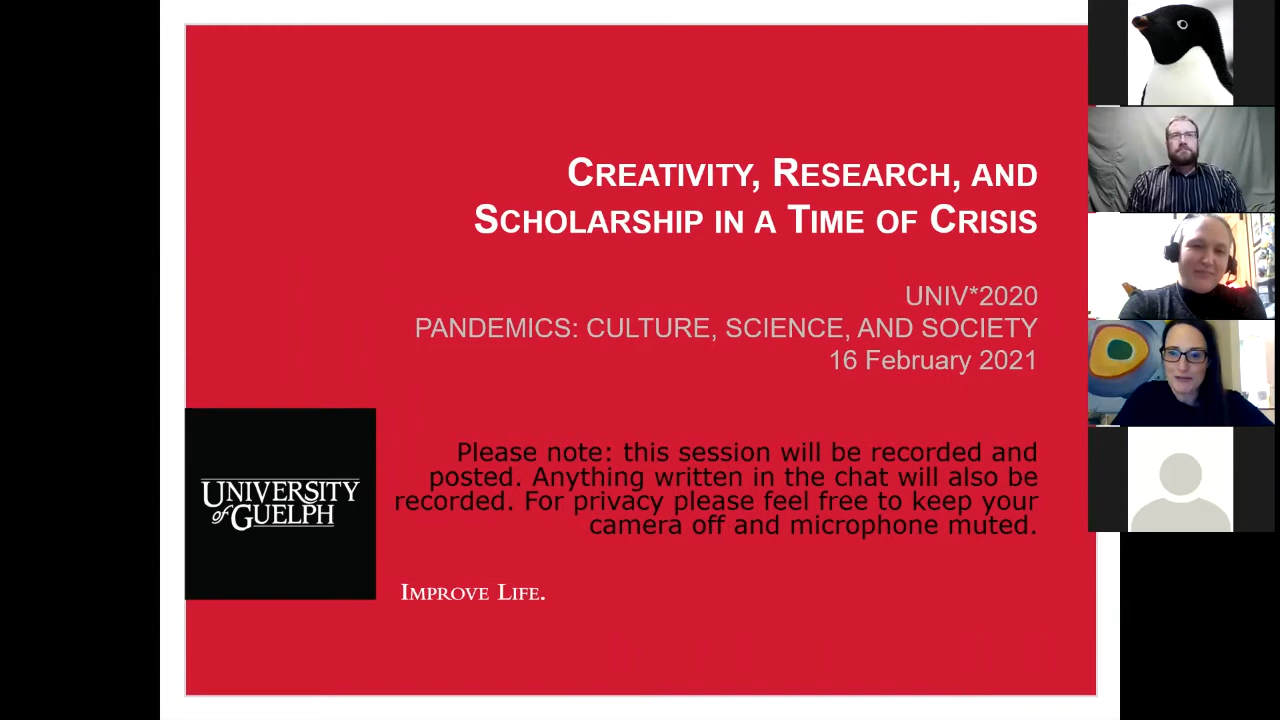 CREATIVITY, RESEARCH, AND
SCHOLARSHIP IN A TIME OF CRISIS
UNIV*2020
PANDEMICS: CULTURE, SCIENCE, AND SOCIETY
16 February 2021
Please note: this session will be recorded and
posted. Anything written in the chat will also be
recorded. For privacy please feel free to keep your
camera off and microphone muted.
UNIVERSITY
of GUELPH
IMPROVE LIFE.